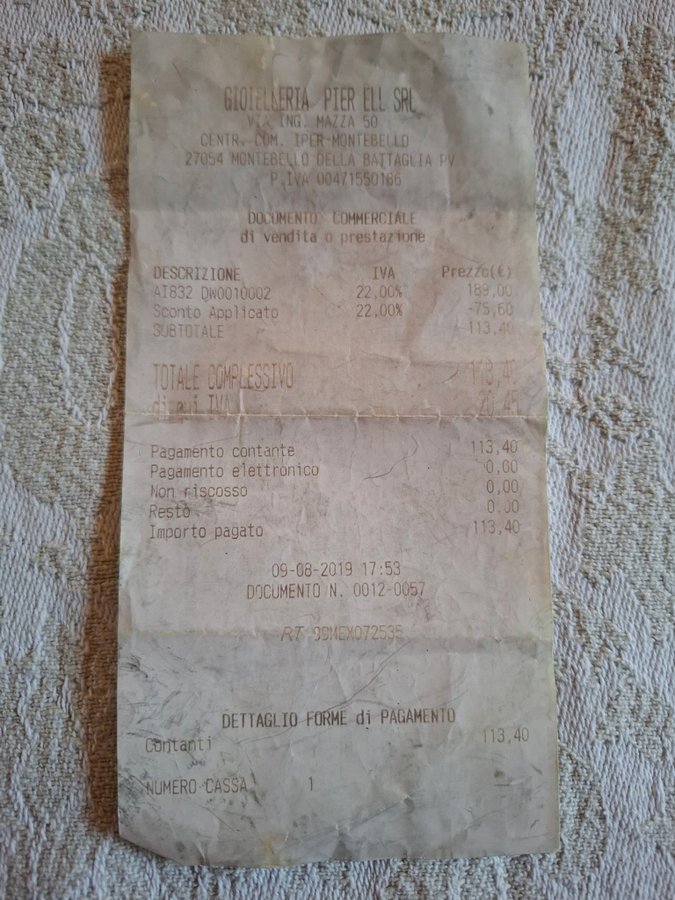 GIOIELLERIA PIER ELL SRL
VIA ING. MAZZA 50
CENTR. COM. IPER MONTEBELLO
27054 MONTEBELLO DELLA BATTAGLIA PV
P.IVA 00471550186
DOCUMENTO COMMERCIALE
di vendita o prestazione
DESCRIZIONE IVA Prezzo(€)
AI832 DW0010002 22,00% 189,00
Sconto Applicato 22,00% -75,60
SUBTOTALE 113,40
TOTALE COMPLESSIVO 113,40
di cui IVA 20,45
Pagamento contante 113,40
Pagamento elettronico 0,00
Non riscosso 0,00
Resto 0,00
Importo pagato 113,40
09-08-2019 17:53
DOCUMENTO N. 0012-0057
RT 99MEX072535
DETTAGLIO FORME di PAGAMENTO
Contanti 113,40
NUMERO CASSA 1